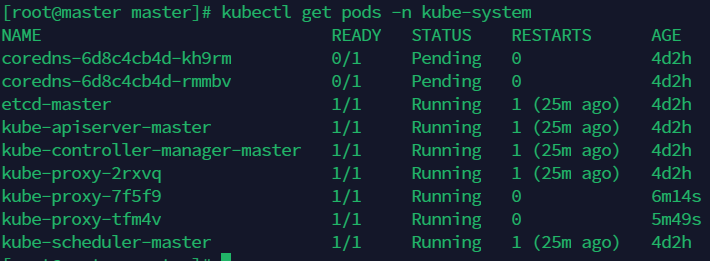 [root@master master]# kubectl get pods -n kube-system
NAME READY STATUS RESTARTS AGE
coredns-6d8c4cb4d-kh9rm 0/1 Pending 0 4d2h
coredns-6d8c4cb4d-rmmbv 0/1 Pending 0 4d2h
etcd-master 1/1 Running 1 (25m ago) 4d2h
kube-apiserver-master 1/1 Running 1 (25m ago) 4d2h
kube-controller-manager-master 1/1 Running 1 (25m ago) 4d2h
kube-proxy-2rxvq 1/1 Running 1 (25m ago) 4d2h
kube-proxy-7f5f9 1/1 Running 0 6m14s
kube-proxy-tfm4v 1/1 Running 0 5m49s
kube-scheduler-master 1/1 Running 1 (25m ago) 4d2h